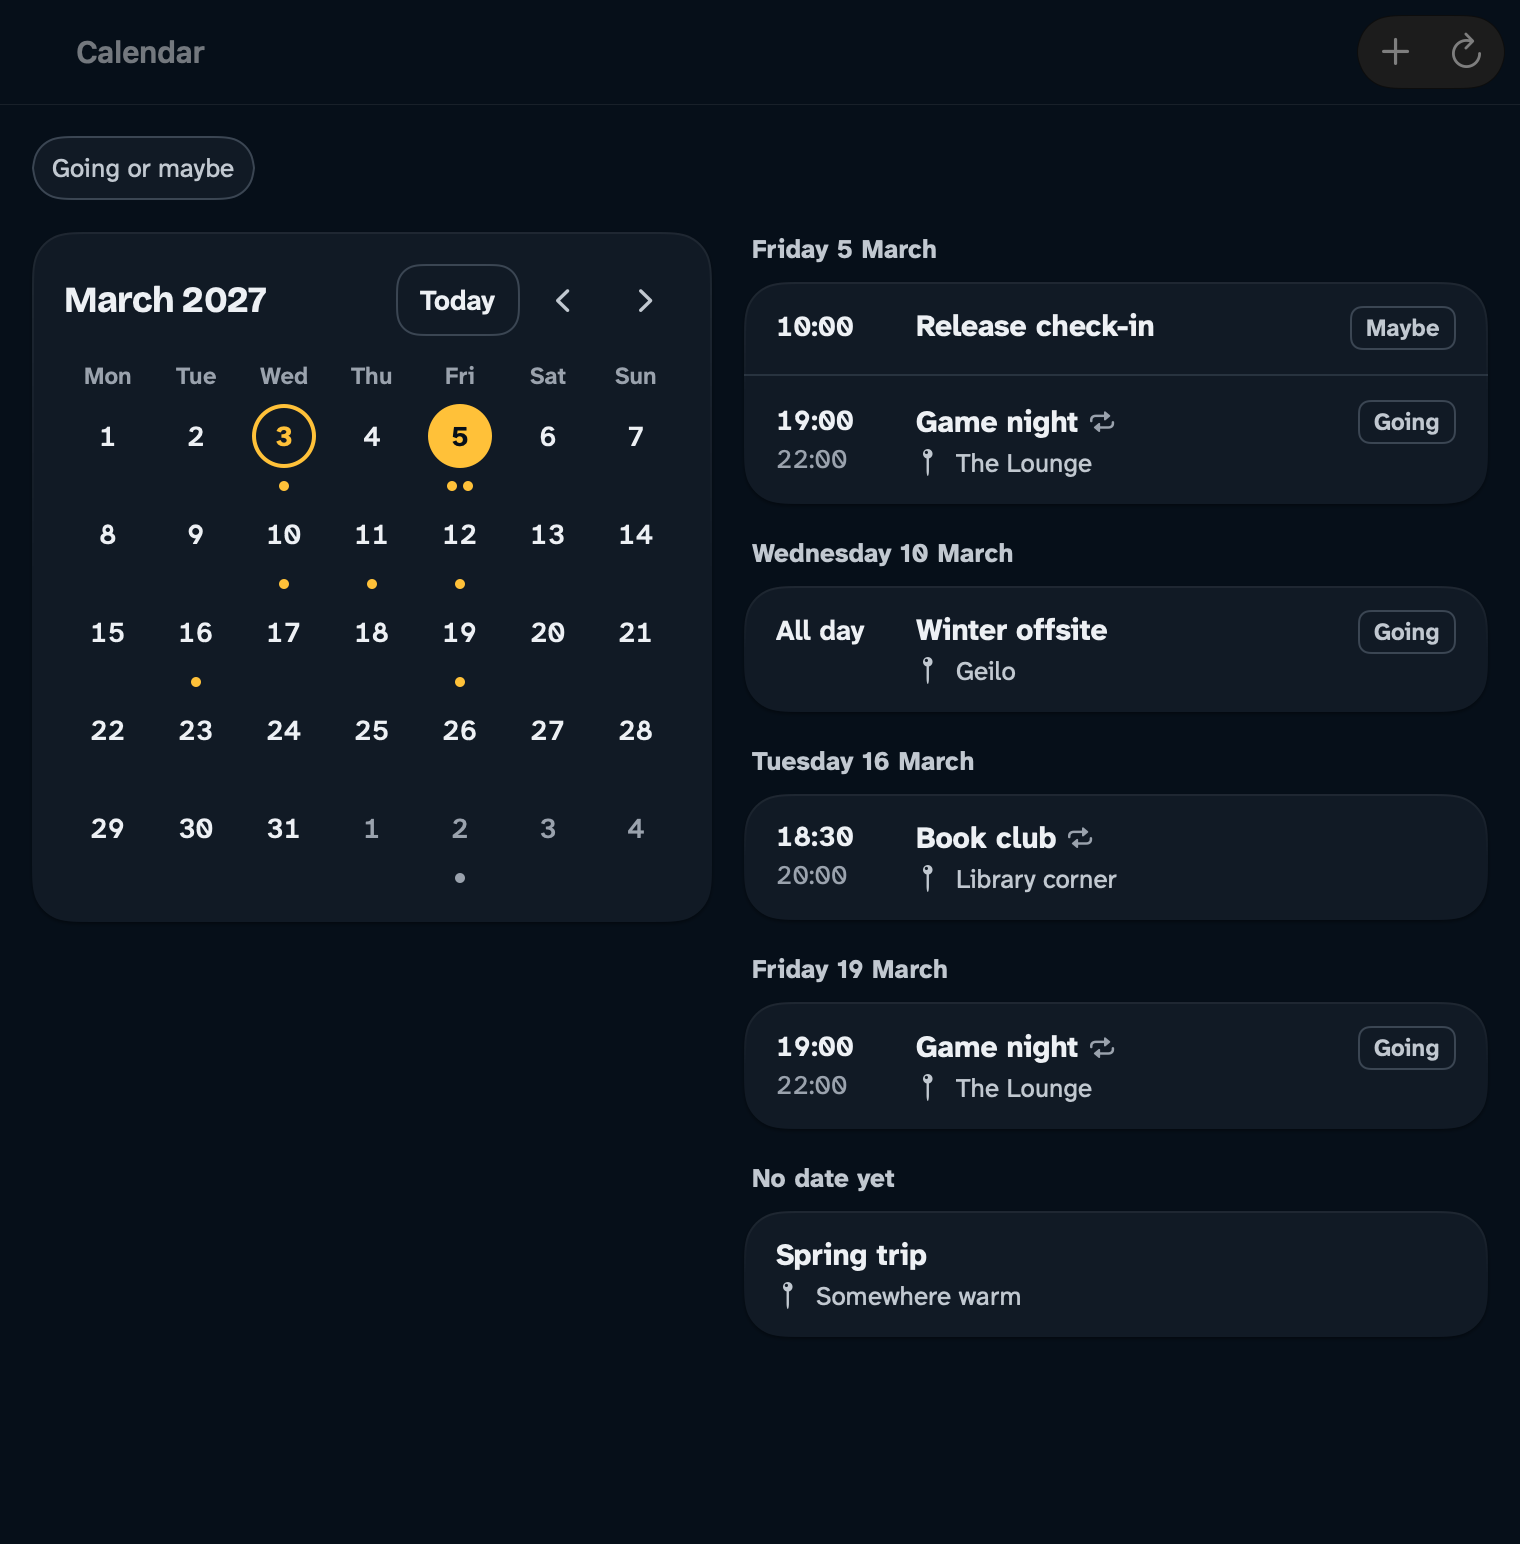 Calendar
Going or maybe
March 2027
Today
Mon Tue Wed Thu Fri Sat Sun
1 2 3 4 5 6 7
8 9 10 11 12 13 14
15 16 17 18 19 20 21
22 23 24 25 26 27 28
29 30 31 1 2 3 4
Friday 5 March
10:00 Release check-in Maybe
19:00 Game night Going
22:00 The Lounge
Wednesday 10 March
All day Winter offsite Going
Geilo
Tuesday 16 March
18:30 Book club
20:00 Library corner
Friday 19 March
19:00 Game night Going
22:00 The Lounge
No date yet
Spring trip
Somewhere warm